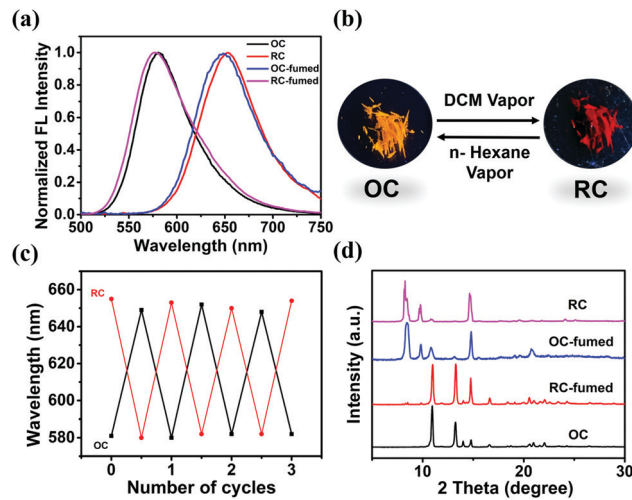 (a)
Normalized FL Intensity
1.0
0.8
0.6
0.4
0.2
0.0
500 550 600 650 700 750
Wavelength (nm)
OC
RC
OC-fumed
RC-fumed
(b)
DCM Vapor
n- Hexane
Vapor
OC
RC
(c)
Wavelength (nm)
660
640
620
600
580
RC
OC
0 1 2 3
Number of cycles
(d)
Intensity (a.u.)
RC
OC-fumed
RC-fumed
OC
10 20 30
2 Theta (degree)